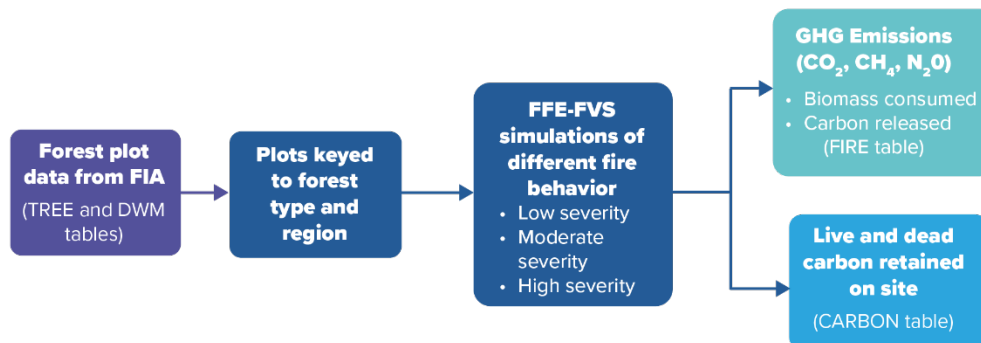 Forest plot
data from FIA
(TREE and DWM
tables)
Plots keyed
to forest
type and
region
FFE-FVS
simulations of
different fire
behavior
• Low severity
• Moderate
severity
• High severity
GHG Emissions
(CO₂, CH₄, N₂0)
• Biomass consumed
• Carbon released
(FIRE table)
Live and dead
carbon retained
on site
(CARBON table)